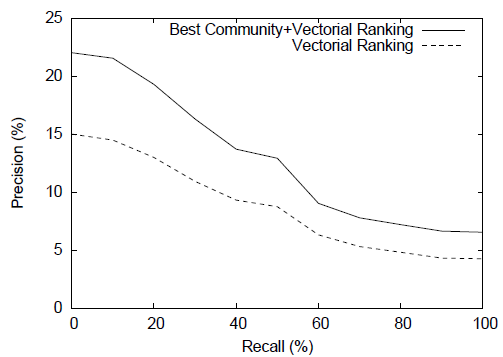 25
20
15
10
5
0
Precision (%)
Best Community+Vectorial Ranking
Vectorial Ranking
0 20 40 60 80 100
Recall (%)